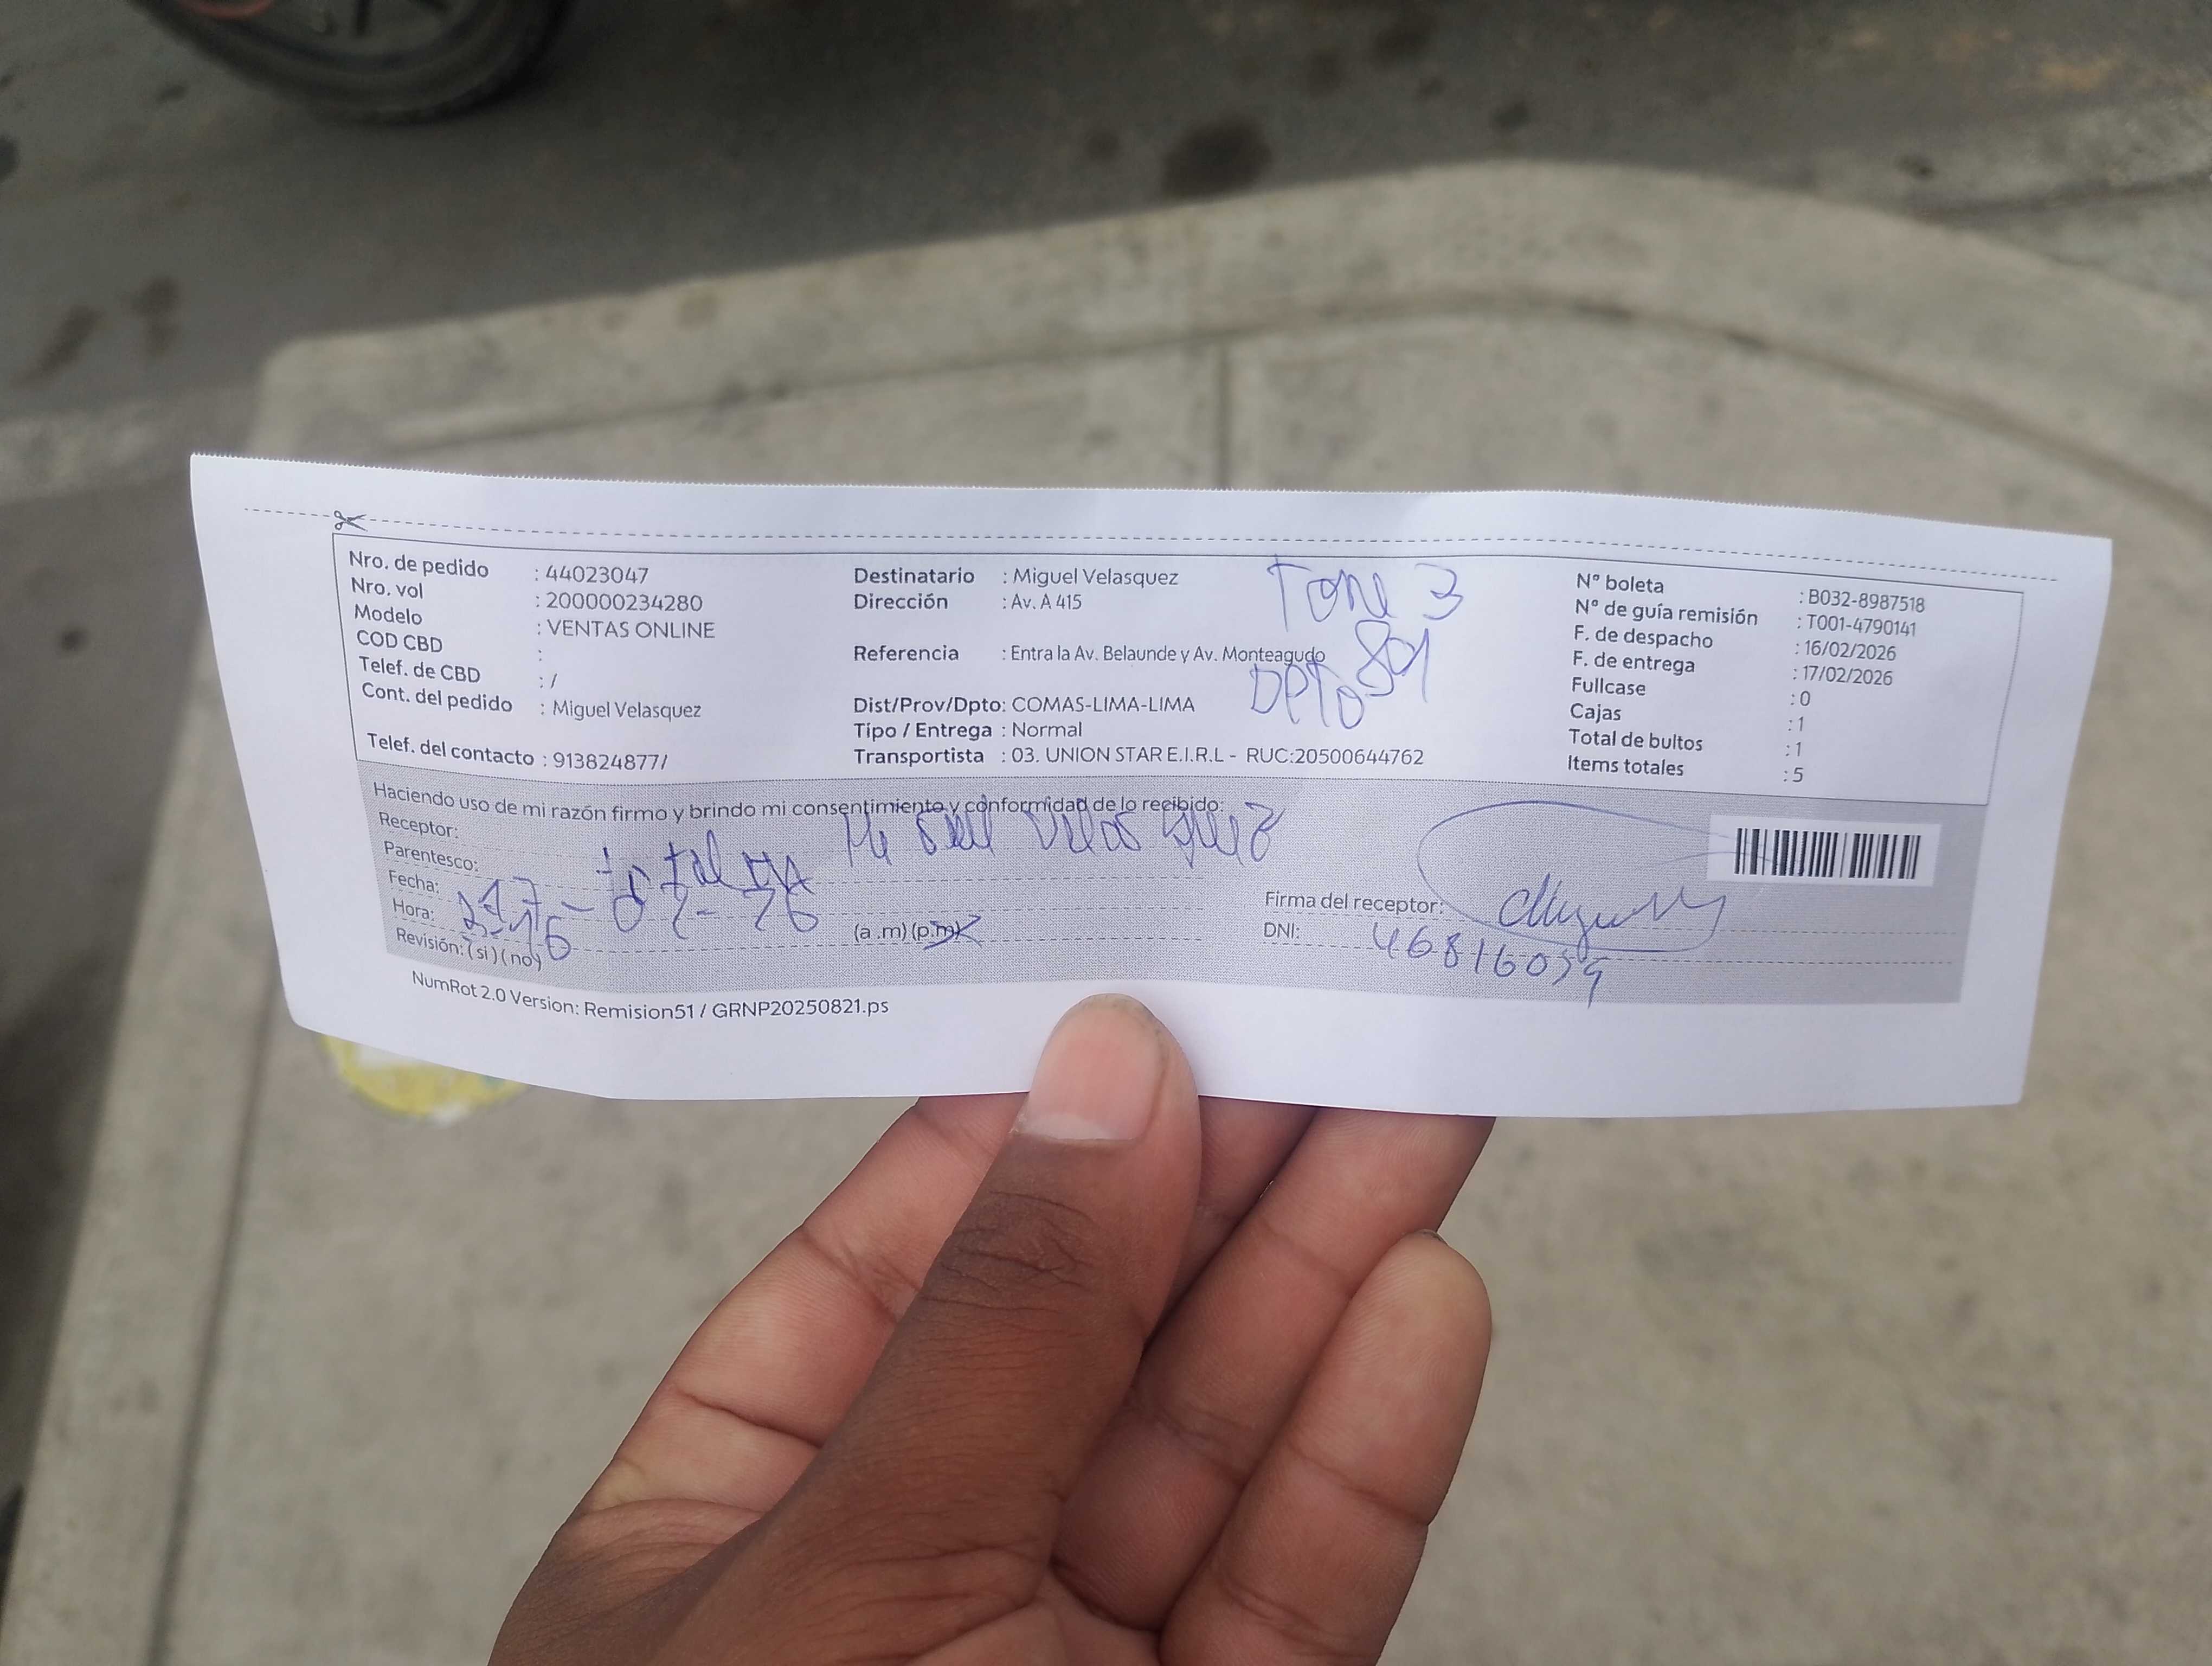 Nro. de pedido : 44023047
Nro. vol : 200000234280
Modelo : VENTAS ONLINE
COD CBD :
Telef. de CBD : /
Cont. del pedido : Miguel Velasquez
Telef. del contacto : 913824877/
Destinatario : Miguel Velasquez
Dirección : Av. A 415
Referencia : Entra la Av. Belaunde y Av. Monteagudo
Dist/Prov/Dpto: COMAS-LIMA-LIMA
Tipo / Entrega : Normal
Transportista : 03. UNION STAR E.I.R.L - RUC:20500644762
Torre 3
DPTO 801
N° boleta : B032-8987518
N° de guía remisión : T001-4790141
F. de despacho : 16/02/2026
F. de entrega : 17/02/2026
Fullcase : 0
Cajas : 1
Total de bultos : 1
Items totales : 5
Haciendo uso de mi razón firmo y brindo mi consentimiento y conformidad de lo recibido:
Receptor:
Parentesco: titular
Fecha: 17-02-26
Hora: (a .m) (p.m)
Revisión: (si) (no)
Firma del receptor:
DNI: 46816059
NumRot 2.0 Version: Remision51 / GRNP20250821.ps